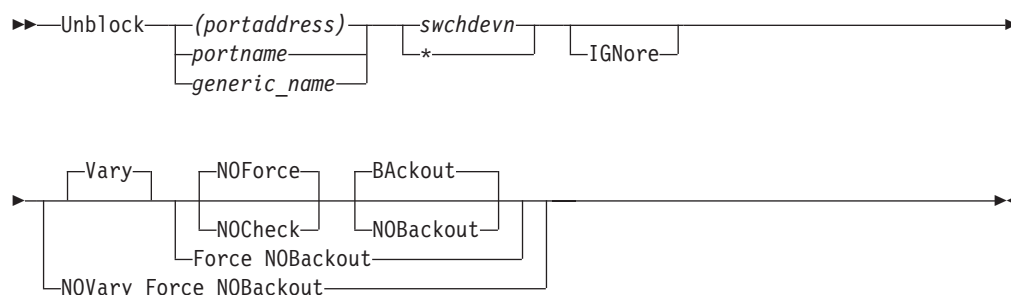 Unblock (portaddress) swchdevn
portname * IGNore
generic_name
Vary NOForce BAckout
NOCheck NOBackout
Force NOBackout
NOVary Force NOBackout